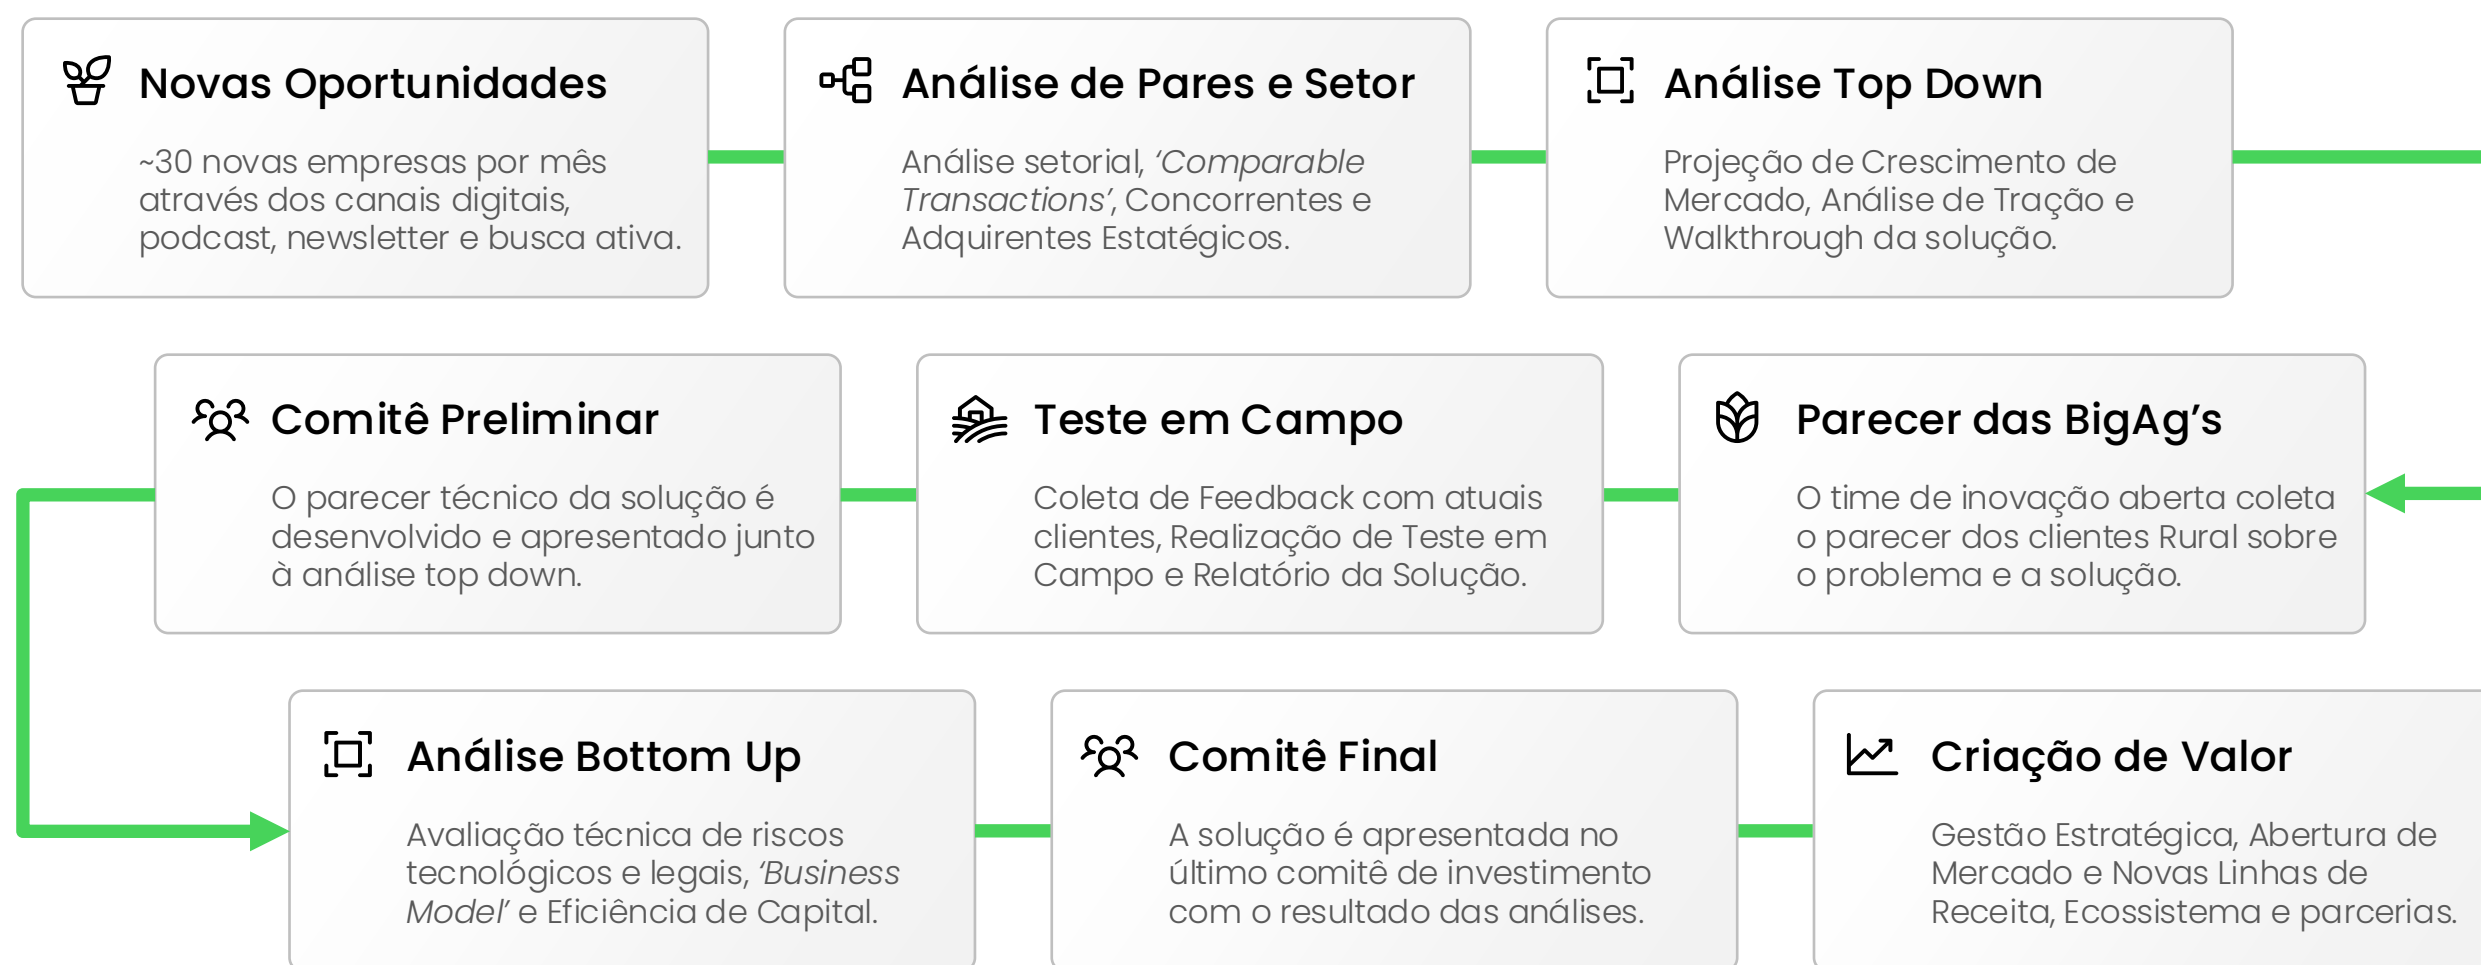 Novas Oportunidades
~30 novas empresas por mês
através dos canais digitais,
podcast, newsletter e busca ativa.
Análise de Pares e Setor
Análise setorial, ‘Comparable
Transactions’, Concorrentes e
Adquirentes Estatégicos.
Análise Top Down
Projeção de Crescimento de
Mercado, Análise de Tração e
Walkthrough da solução.
Parecer das BigAg’s
O time de inovação aberta coleta
o parecer dos clientes Rural sobre
o problema e a solução.
Teste em Campo
Coleta de Feedback com atuais
clientes, Realização de Teste em
Campo e Relatório da Solução.
Comitê Preliminar
O parecer técnico da solução é
desenvolvido e apresentado junto
à análise top down.
Análise Bottom Up
Avaliação técnica de riscos
tecnológicos e legais, ‘Business
Model’ e Eficiência de Capital.
Comitê Final
A solução é apresentada no
último comitê de investimento
com o resultado das análises.
Criação de Valor
Gestão Estratégica, Abertura de
Mercado e Novas Linhas de
Receita, Ecossistema e parcerias.